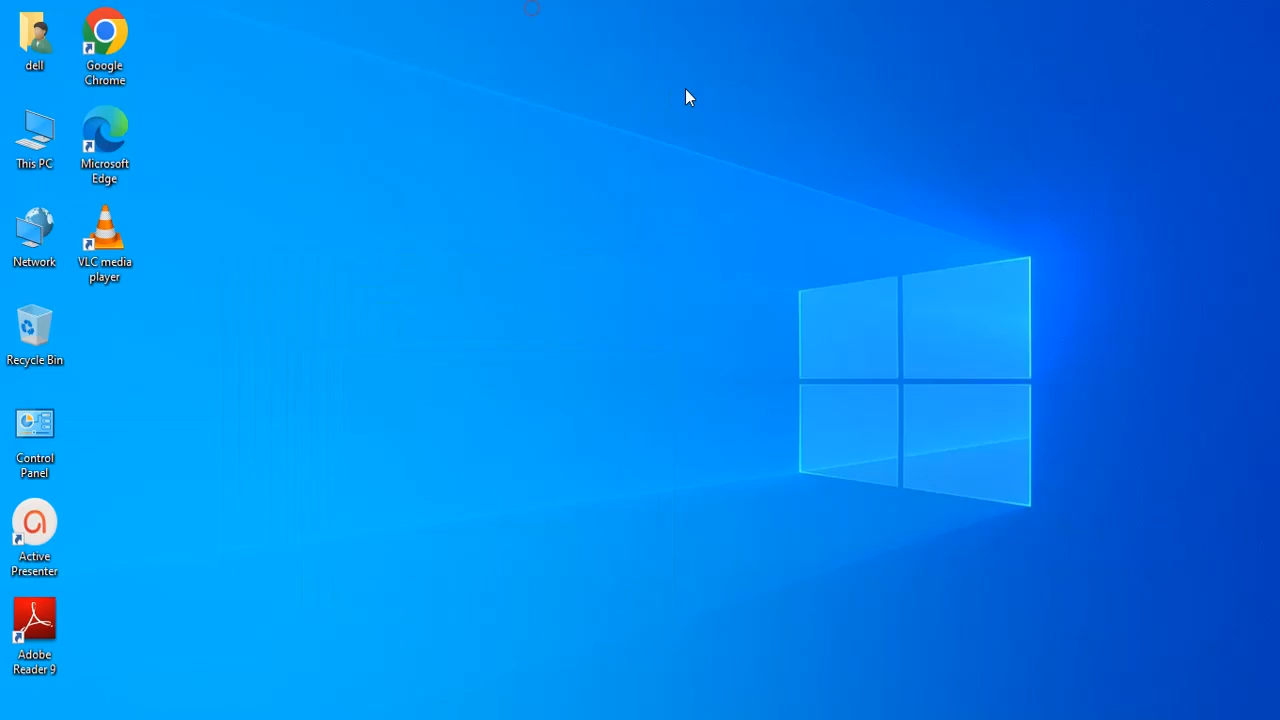 dell
Google
Chrome
This PC
Microsoft
Edge
Network
VLC media
player
Recycle Bin
Control
Panel
Active
Presenter
Adobe
Reader 9